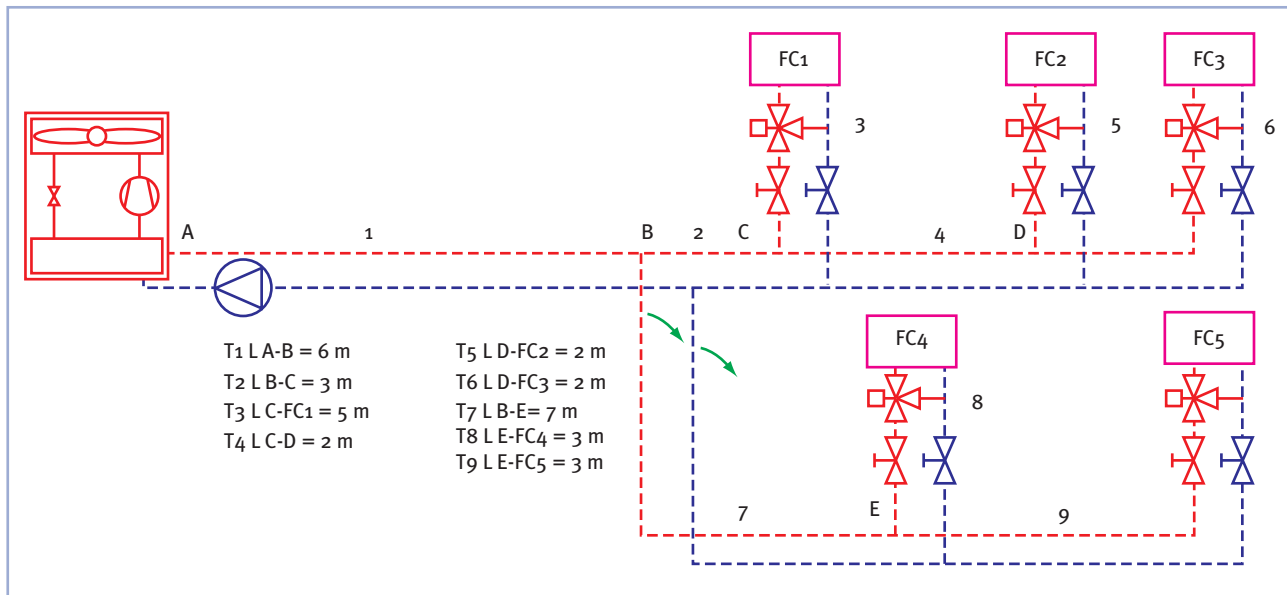 FC1 FC2 FC3
3 5 6
A 1 B 2 C 4 D
T1 L A-B = 6 m
T2 L B-C = 3 m
T3 L C-FC1 = 5 m
T4 L C-D = 2 m
T5 L D-FC2 = 2 m
T6 L D-FC3 = 2 m
T7 L B-E= 7 m
T8 L E-FC4 = 3 m
T9 L E-FC5 = 3 m
FC4 FC5
8
7 E 9